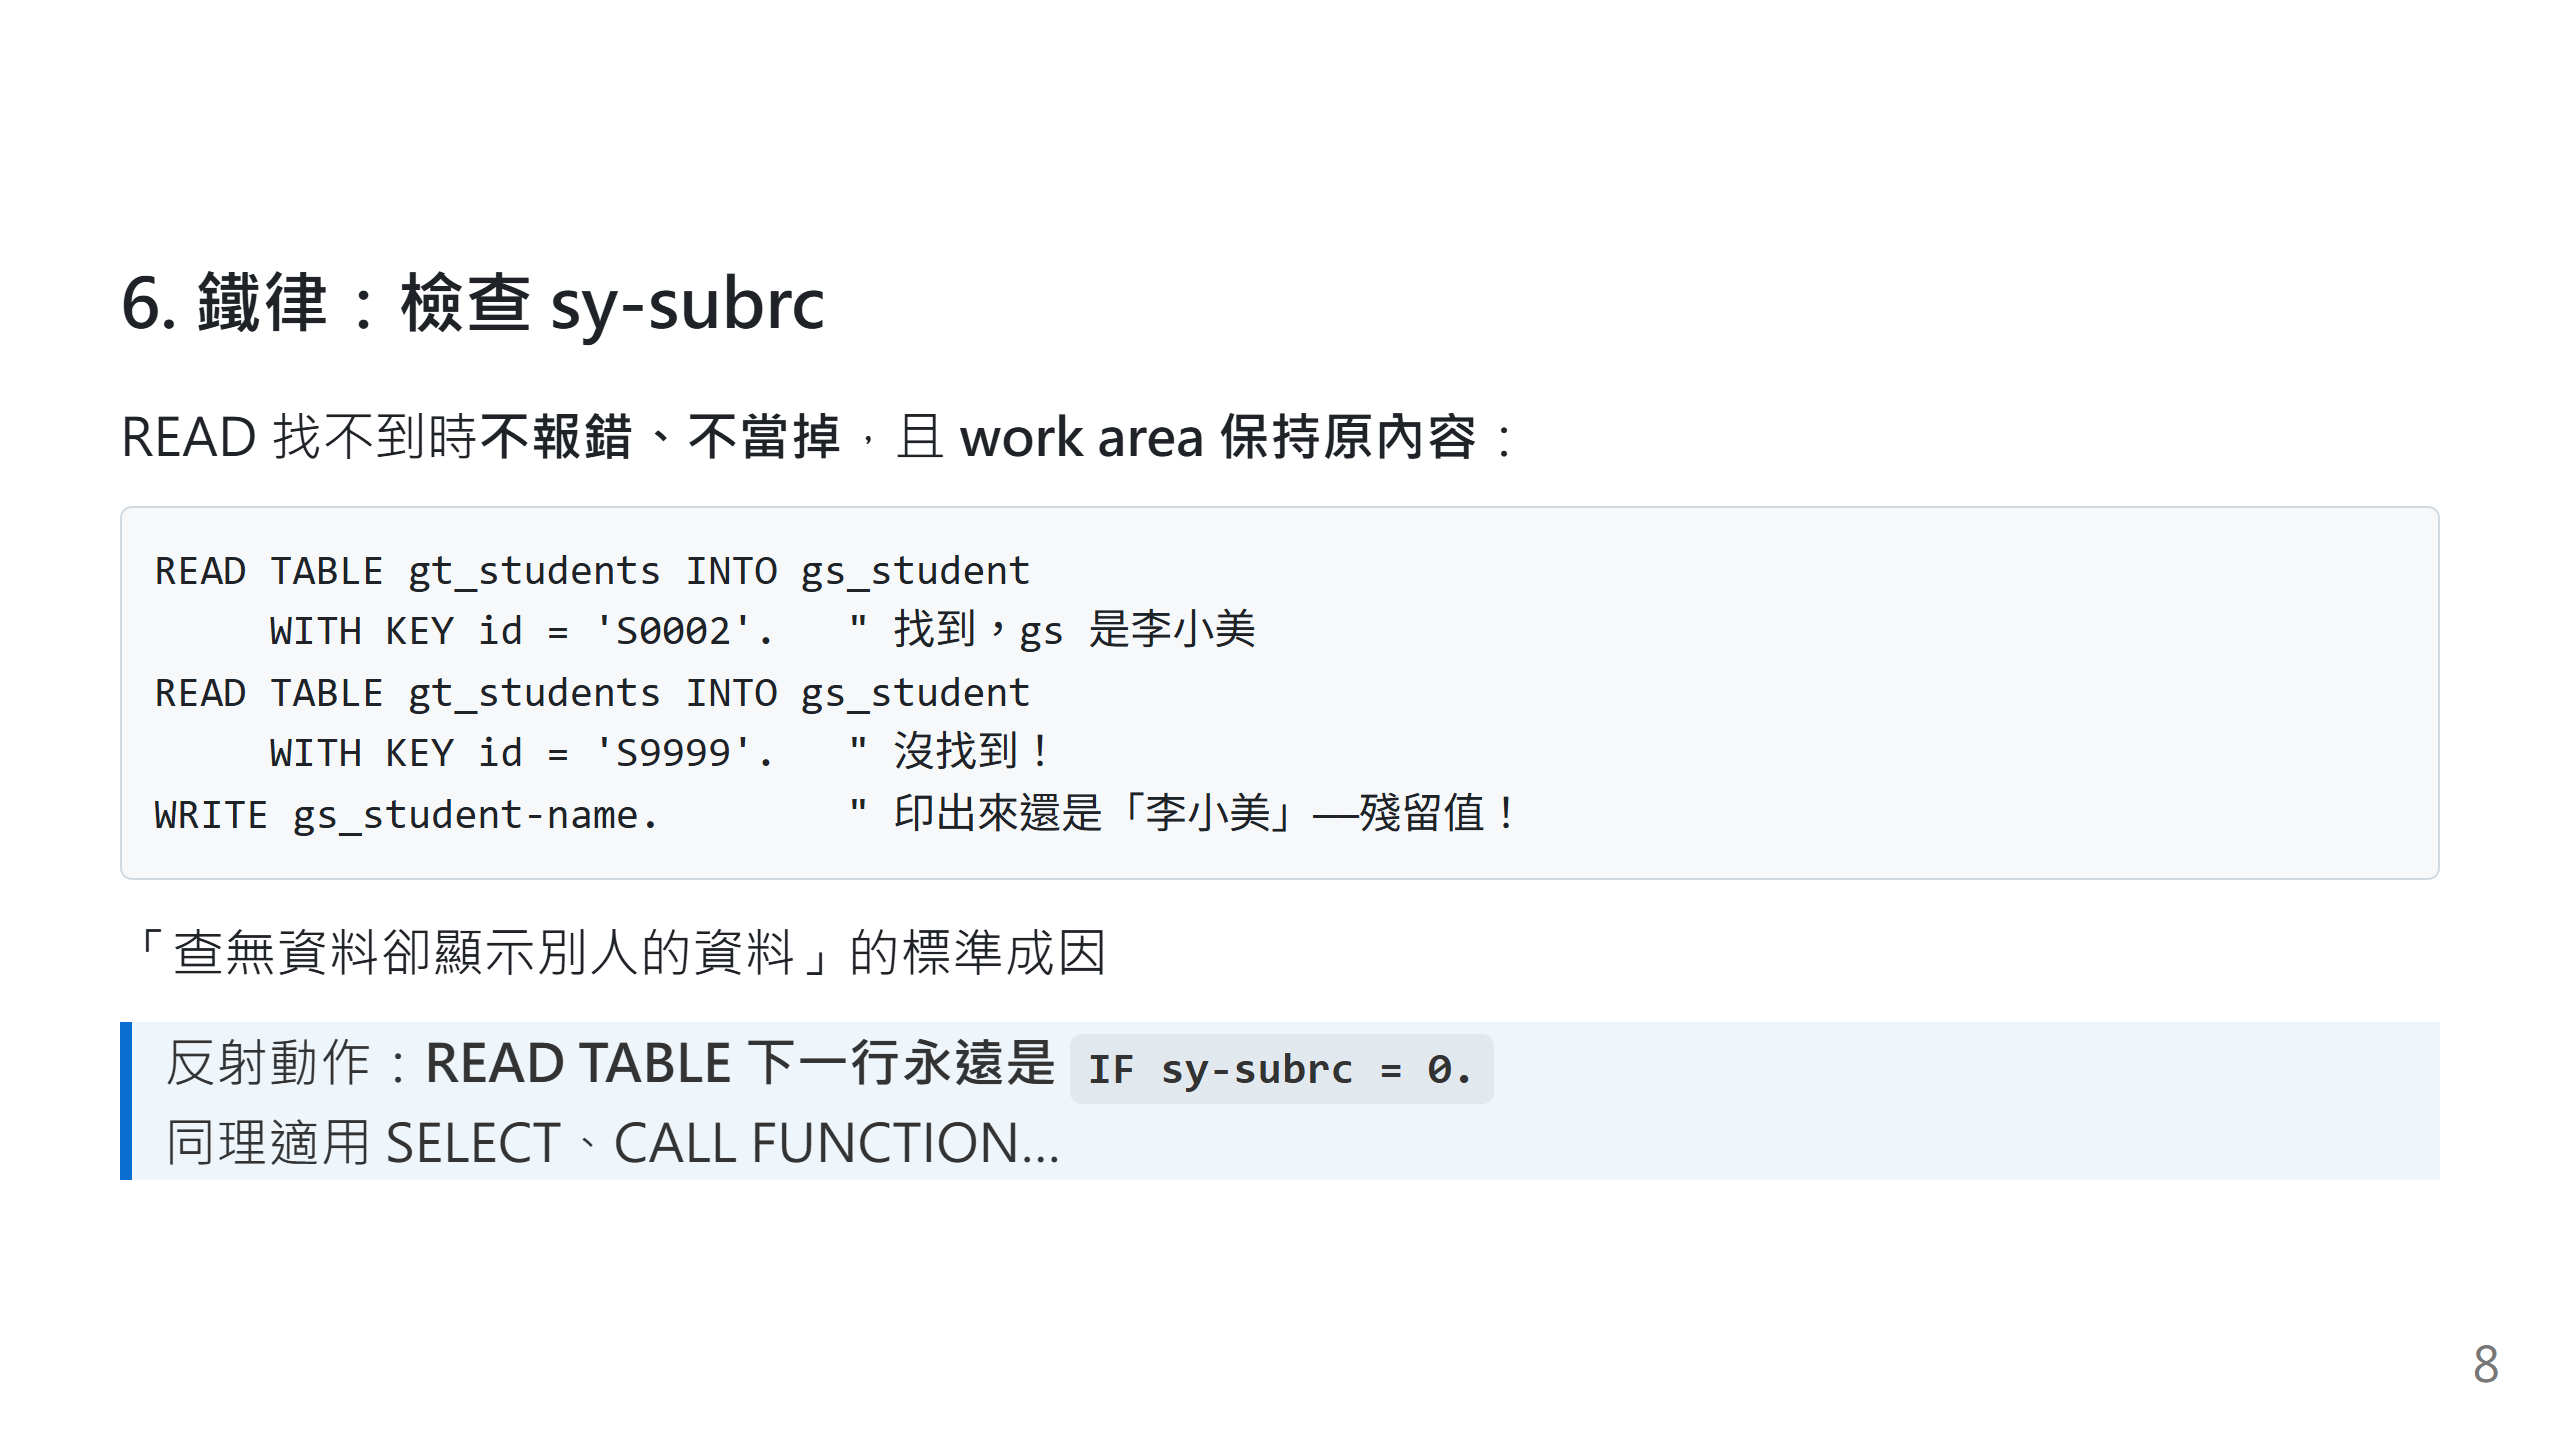 6. 鐵律：檢查 sy-subrc
READ 找不到時不報錯、不當掉，且 work area 保持原內容：
READ TABLE gt_students INTO gs_student
     WITH KEY id = 'S0002'.   " 找到，gs 是李小美
READ TABLE gt_students INTO gs_student
     WITH KEY id = 'S9999'.   " 沒找到！
WRITE gs_student-name.        " 印出來還是「李小美」——殘留值！
「查無資料卻顯示別人的資料」的標準成因
反射動作：READ TABLE 下一行永遠是 IF sy-subrc = 0.
同理適用 SELECT、CALL FUNCTION…
8